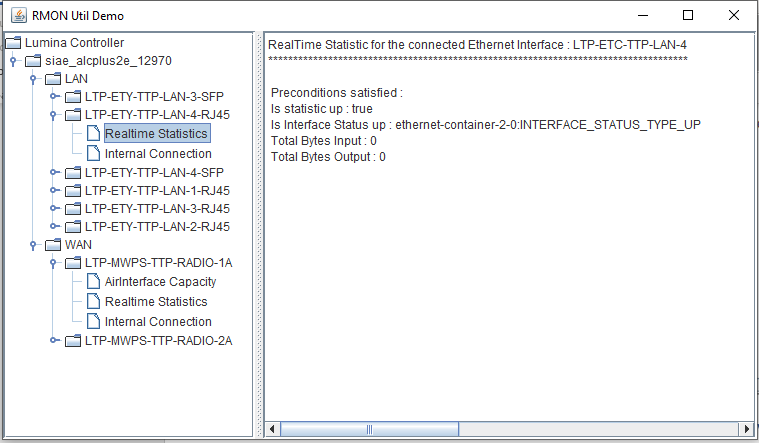 RMON Util Demo
Lumina Controller
siae_alcplus2e_12970
LAN
LTP-ETY-TTP-LAN-3-SFP
LTP-ETY-TTP-LAN-4-RJ45
Realtime Statistics
Internal Connection
LTP-ETY-TTP-LAN-4-SFP
LTP-ETY-TTP-LAN-1-RJ45
LTP-ETY-TTP-LAN-3-RJ45
LTP-ETY-TTP-LAN-2-RJ45
WAN
LTP-MWPS-TTP-RADIO-1A
AirInterface Capacity
Realtime Statistics
Internal Connection
LTP-MWPS-TTP-RADIO-2A
RealTime Statistic for the connected Ethernet Interface : LTP-ETC-TTP-LAN-4
************************************************************************************
Preconditions satisfied :
Is statistic up : true
Is Interface Status up : ethernet-container-2-0:INTERFACE_STATUS_TYPE_UP
Total Bytes Input : 0
Total Bytes Output : 0